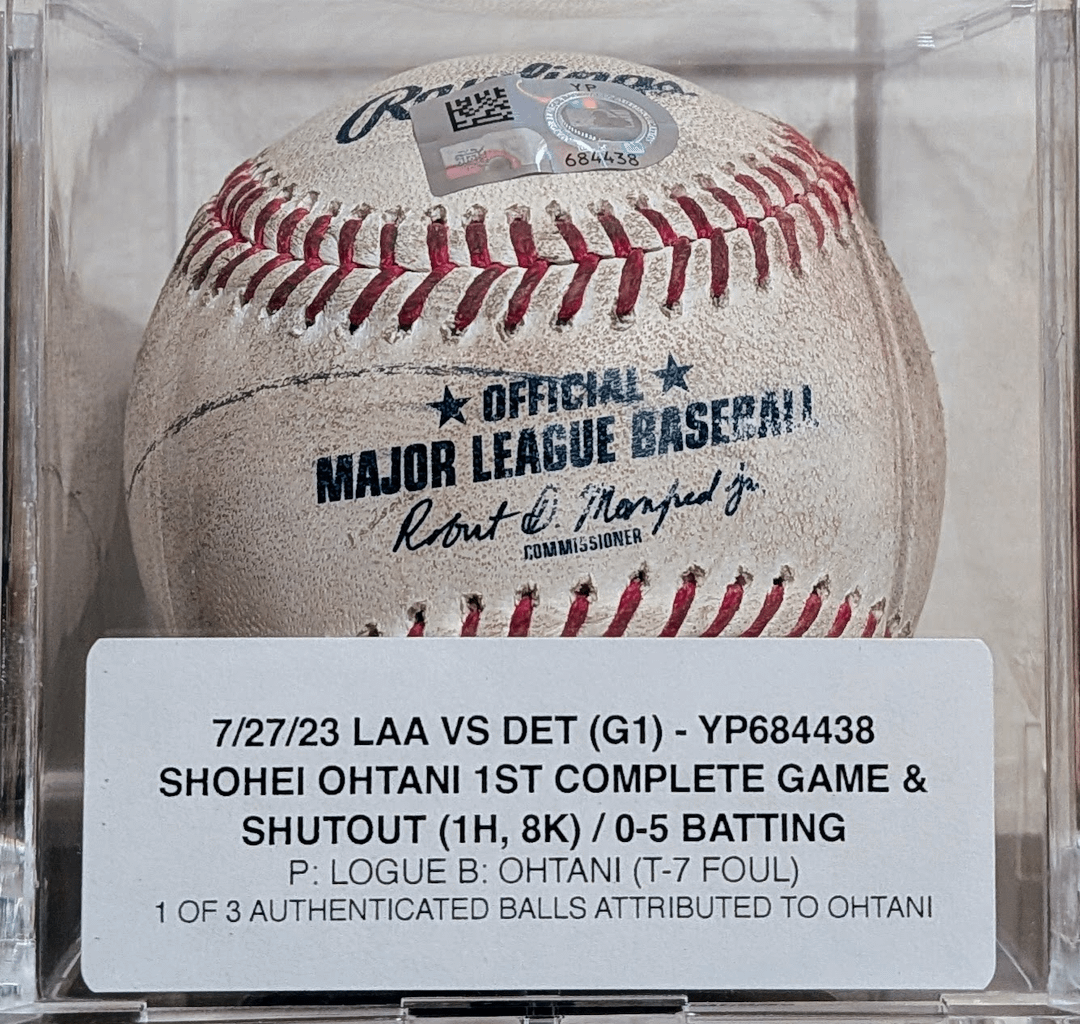 YP
684438
★ OFFICIAL ★
MAJOR LEAGUE BASEBALL
Robert D. Manfred Jr.
COMMISSIONER
7/27/23 LAA VS DET (G1) - YP684438
SHOHEI OHTANI 1ST COMPLETE GAME &
SHUTOUT (1H, 8K) / 0-5 BATTING
P: LOGUE B: OHTANI (T-7 FOUL)
1 OF 3 AUTHENTICATED BALLS ATTRIBUTED TO OHTANI